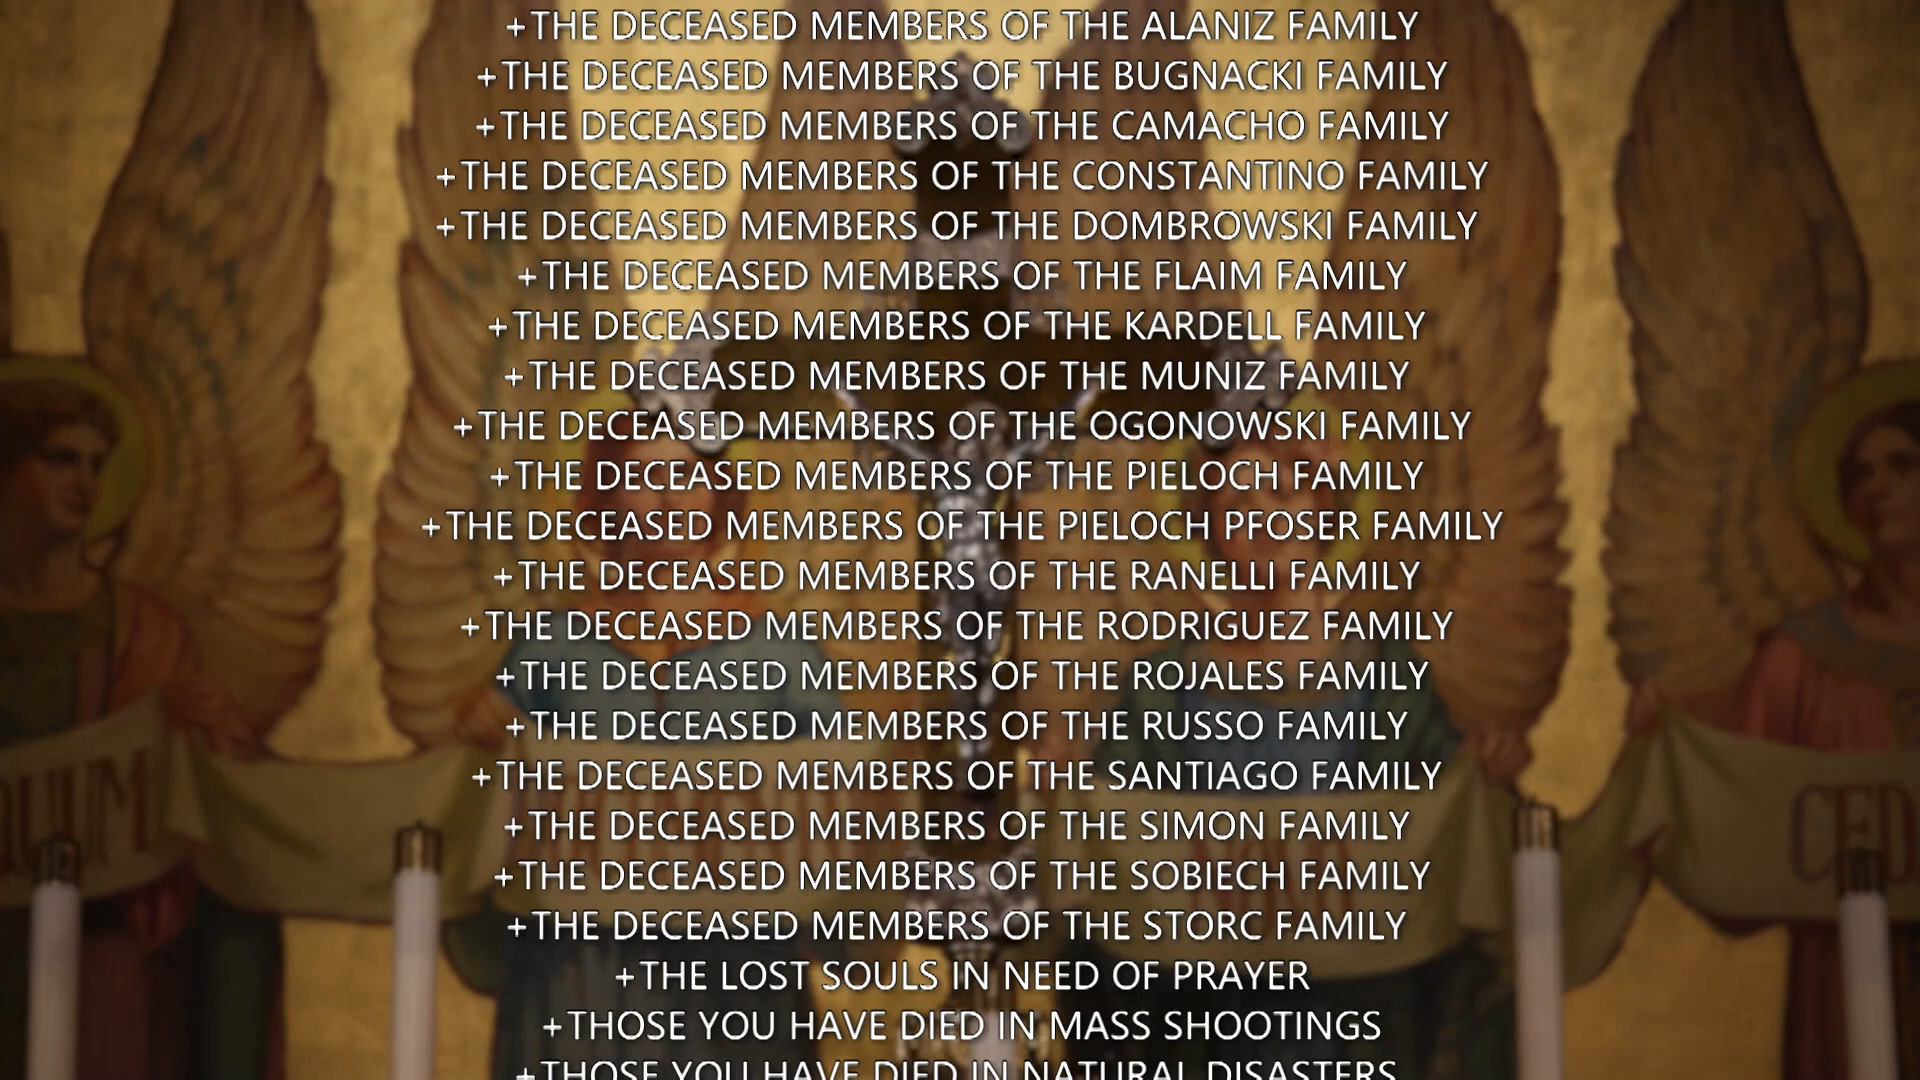 +THE DECEASED MEMBERS OF THE ALANIZ FAMILY
+THE DECEASED MEMBERS OF THE BUGNACKI FAMILY
+THE DECEASED MEMBERS OF THE CAMACHO FAMILY
+THE DECEASED MEMBERS OF THE CONSTANTINO FAMILY
+THE DECEASED MEMBERS OF THE DOMBROWSKI FAMILY
+THE DECEASED MEMBERS OF THE FLAIM FAMILY
+THE DECEASED MEMBERS OF THE KARDELL FAMILY
+THE DECEASED MEMBERS OF THE MUNIZ FAMILY
+THE DECEASED MEMBERS OF THE OGONOWSKI FAMILY
+THE DECEASED MEMBERS OF THE PIELOCH FAMILY
+THE DECEASED MEMBERS OF THE PIELOCH PFOSER FAMILY
+THE DECEASED MEMBERS OF THE RANELLI FAMILY
+THE DECEASED MEMBERS OF THE RODRIGUEZ FAMILY
+THE DECEASED MEMBERS OF THE ROJALES FAMILY
+THE DECEASED MEMBERS OF THE RUSSO FAMILY
+THE DECEASED MEMBERS OF THE SANTIAGO FAMILY
+THE DECEASED MEMBERS OF THE SIMON FAMILY
+THE DECEASED MEMBERS OF THE SOBIECH FAMILY
+THE DECEASED MEMBERS OF THE STORC FAMILY
+THE LOST SOULS IN NEED OF PRAYER
+THOSE YOU HAVE DIED IN MASS SHOOTINGS
+THOSE YOU HAVE DIED IN NATURAL DISASTERS